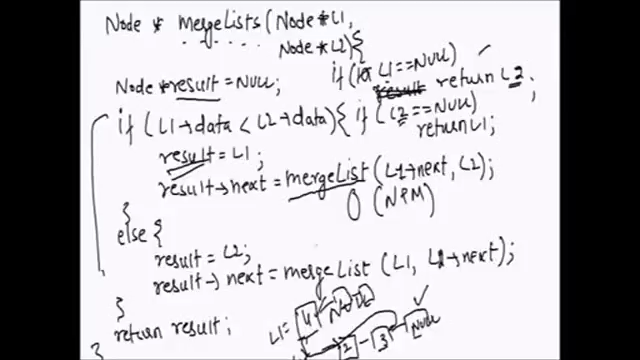 Node * mergeLists(Node*L1,
Node*L2){
Node *result = NULL;
if(L1==NULL)
return L2;
if (L1→data < L2→data){
if (L2==NULL)
return L1;
result = L1;
result→next = mergeList (L1→next, L2);
}
O(N+M)
else {
result = L2;
result→next = mergeList (L1, L2→next);
}
return result;
}
L1=
2 - 3 - NULL